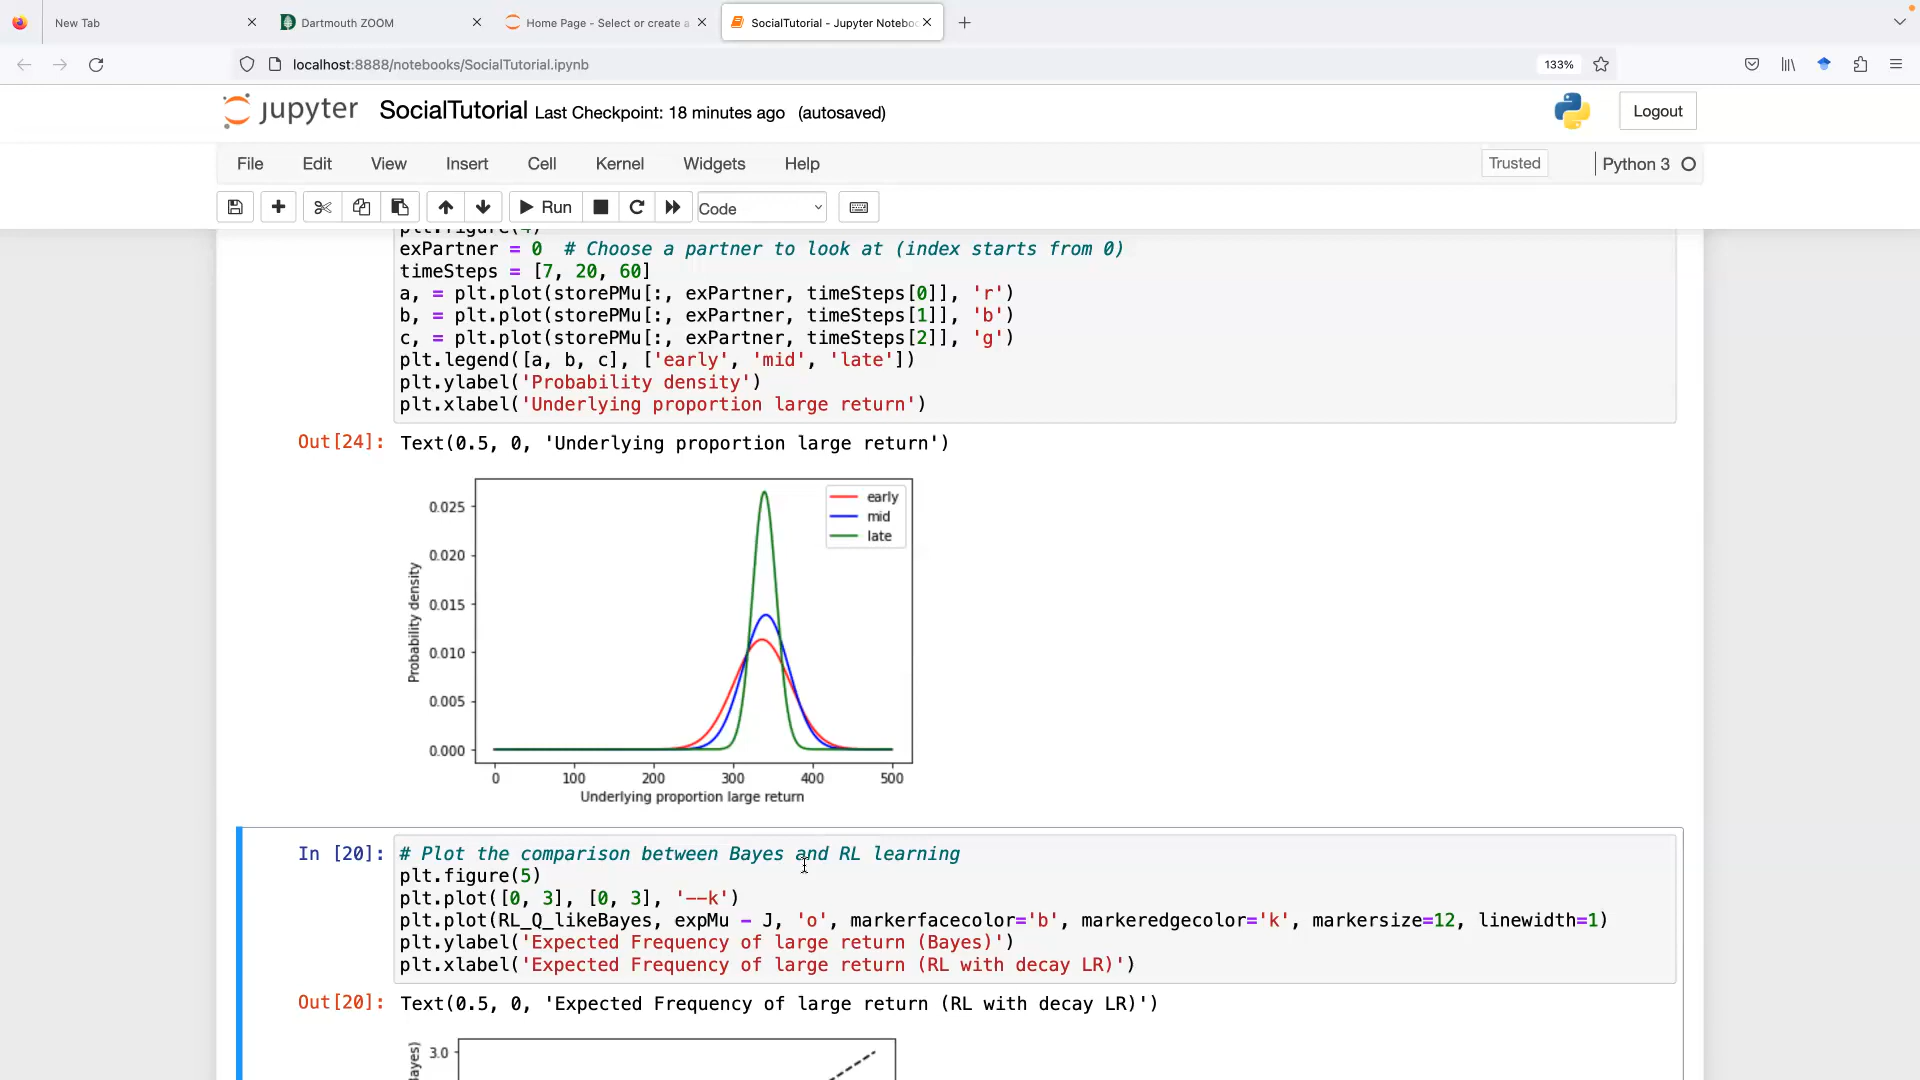 New Tab
Dartmouth ZOOM
Home Page - Select or create a
SocialTutorial - Jupyter Notebo
localhost:8888/notebooks/SocialTutorial.ipynb
133%
jupyter
SocialTutorial Last Checkpoint: 18 minutes ago (autosaved)
Logout
File Edit View Insert Cell Kernel Widgets Help
Trusted
Python 3
Run
Code
plt.figure(4)
exPartner = 0  # Choose a partner to look at (index starts from 0)
timeSteps = [7, 20, 60]
a, = plt.plot(storePMu[:, exPartner, timeSteps[0]], 'r')
b, = plt.plot(storePMu[:, exPartner, timeSteps[1]], 'b')
c, = plt.plot(storePMu[:, exPartner, timeSteps[2]], 'g')
plt.legend([a, b, c], ['early', 'mid', 'late'])
plt.ylabel('Probability density')
plt.xlabel('Underlying proportion large return')
Out[24]: Text(0.5, 0, 'Underlying proportion large return')
early
mid
late
Probability density
0.025
0.020
0.015
0.010
0.005
0.000
0 100 200 300 400 500
Underlying proportion large return
In [20]: # Plot the comparison between Bayes and RL learning
plt.figure(5)
plt.plot([0, 3], [0, 3], '--k')
plt.plot(RL_Q_likeBayes, expMu - J, 'o', markerfacecolor='b', markeredgecolor='k', markersize=12, linewidth=1)
plt.ylabel('Expected Frequency of large return (Bayes)')
plt.xlabel('Expected Frequency of large return (RL with decay LR)')
Out[20]: Text(0.5, 0, 'Expected Frequency of large return (RL with decay LR)')
3.0